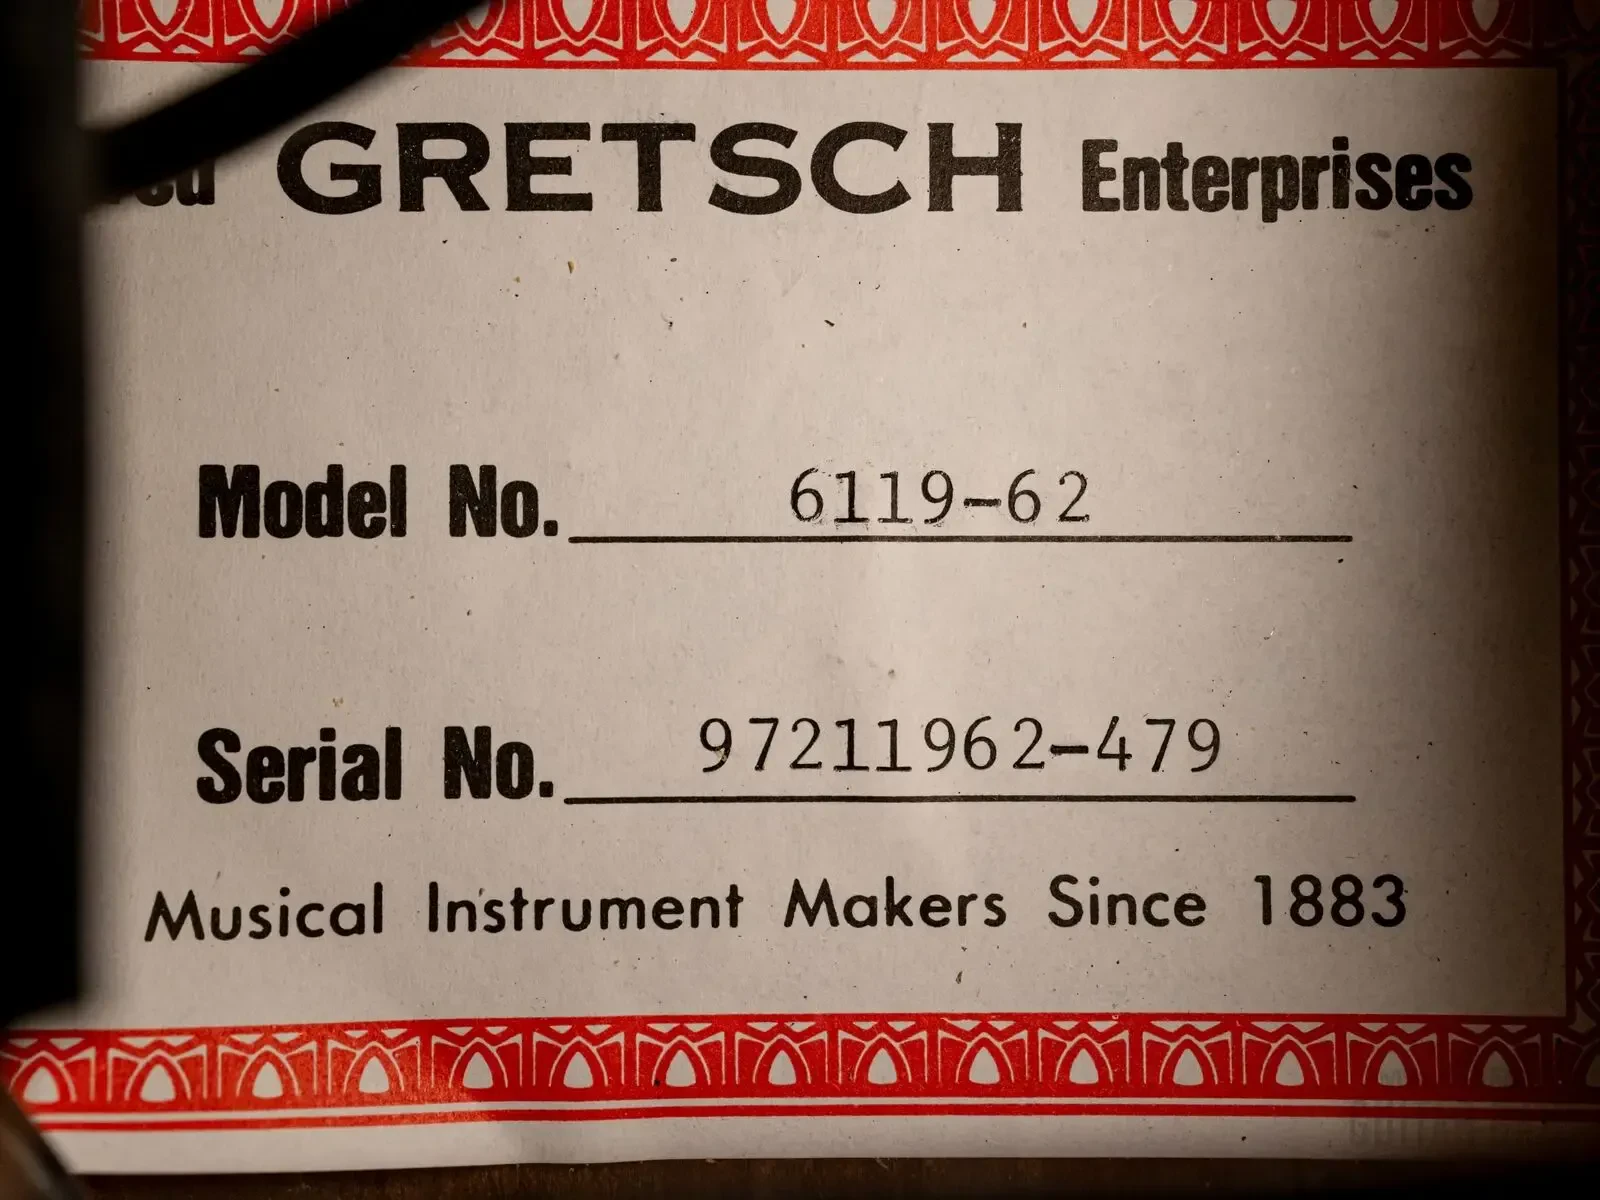 GRETSCH Enterprises
Model No. 6119-62
Serial No. 97211962-479
Musical Instrument Makers Since 1883